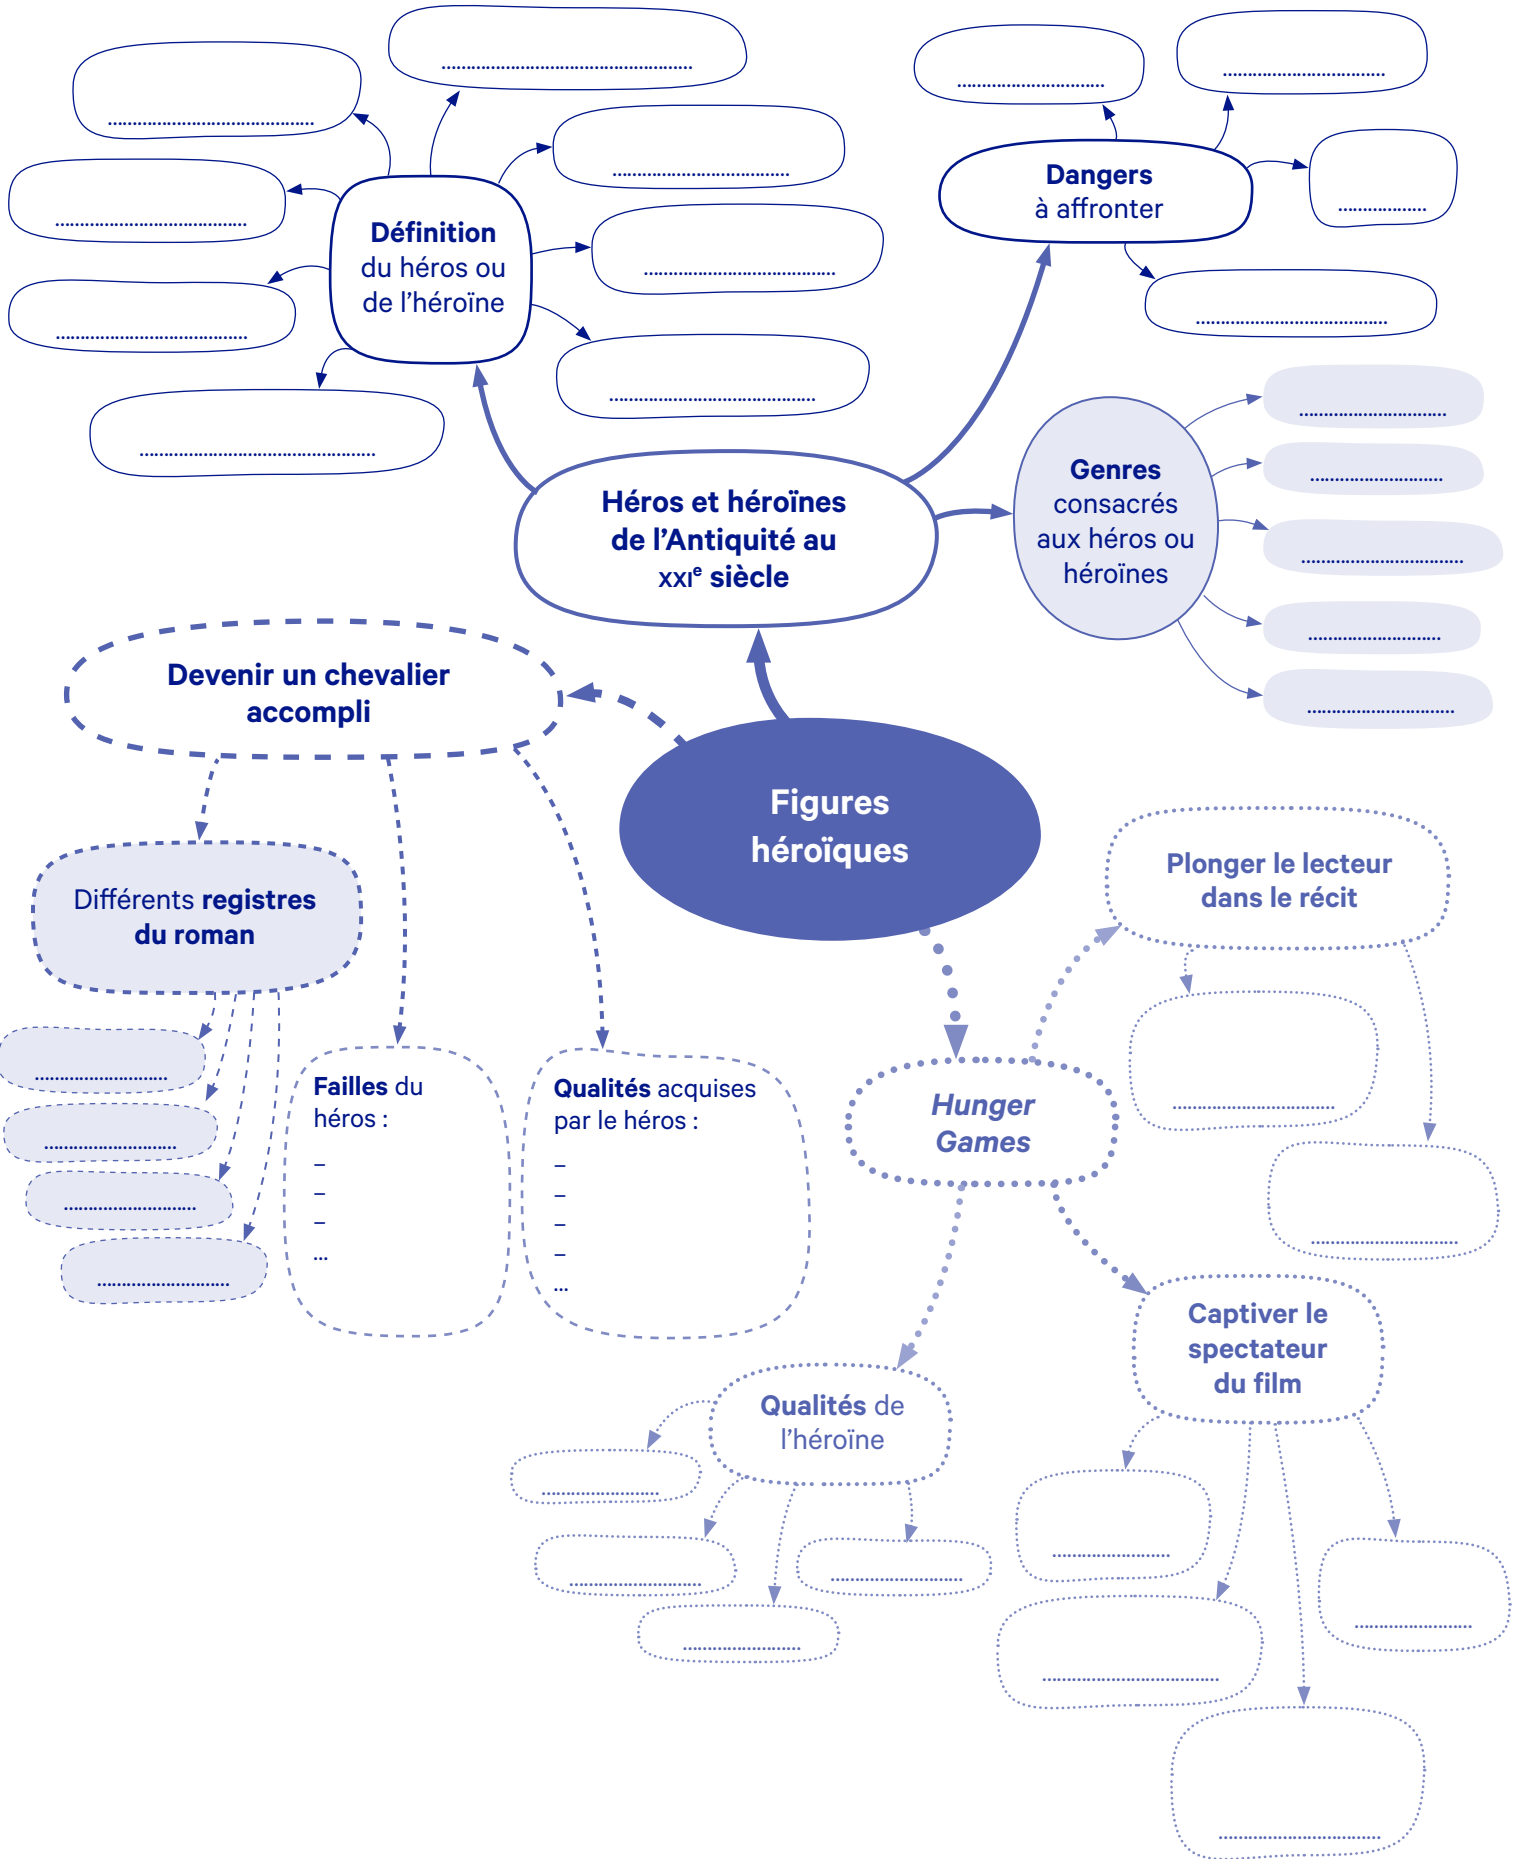 Définition
du héros ou
de l'héroïne
Dangers
à affronter
Genres
consacrés
aux héros ou
héroïnes
Héros et héroïnes
de l'Antiquité au
XXIe siècle
Devenir un chevalier
accompli
Figures
héroïques
Différents registres
du roman
Failles du
héros :
–
–
–
...
Qualités acquises
par le héros :
–
–
–
–
...
Plonger le lecteur
dans le récit
Hunger
Games
Captiver le
spectateur
du film
Qualités de
l'héroïne